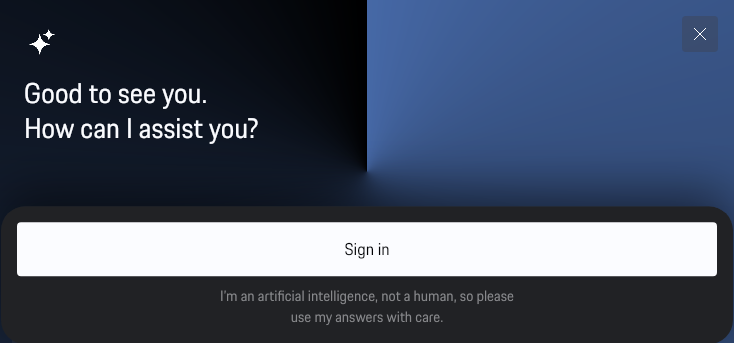 Good to see you.
How can I assist you?
Sign in
I'm an artificial intelligence, not a human, so please
use my answers with care.